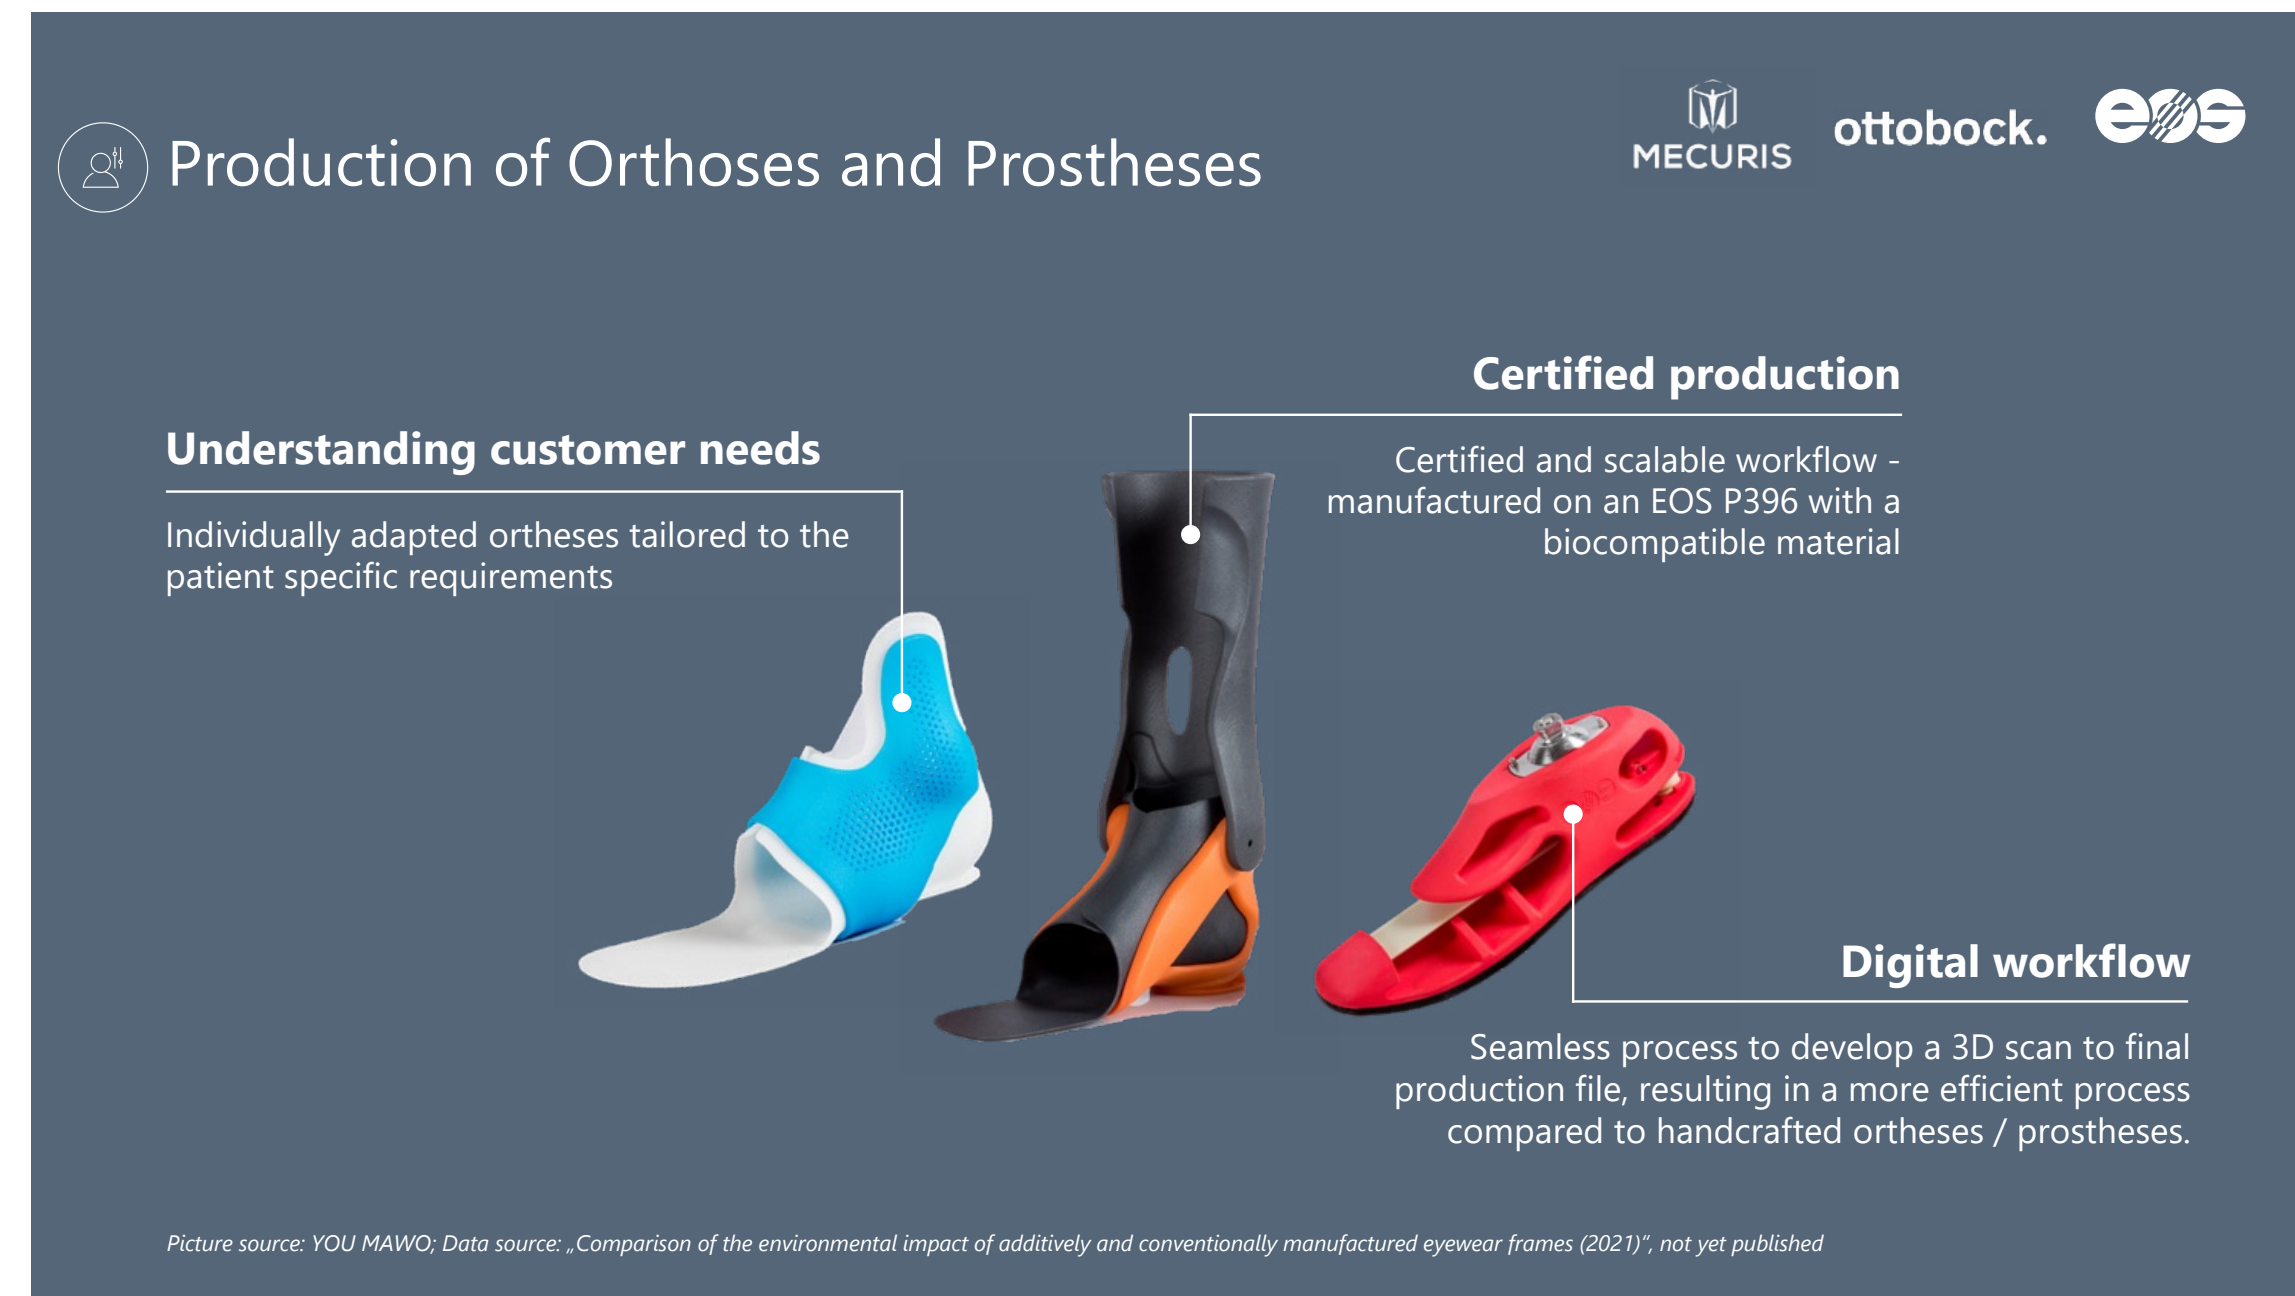 Production of Orthoses and Prostheses
MECURIS
ottobock.
eos
Certified production
Certified and scalable workflow -
manufactured on an EOS P396 with a
biocompatible material
Understanding customer needs
Individually adapted ortheses tailored to the
patient specific requirements
Digital workflow
Seamless process to develop a 3D scan to final
production file, resulting in a more efficient process
compared to handcrafted ortheses / prostheses.
Picture source: YOU MAWO; Data source: „Comparison of the environmental impact of additively and conventionally manufactured eyewear frames (2021)“, not yet published